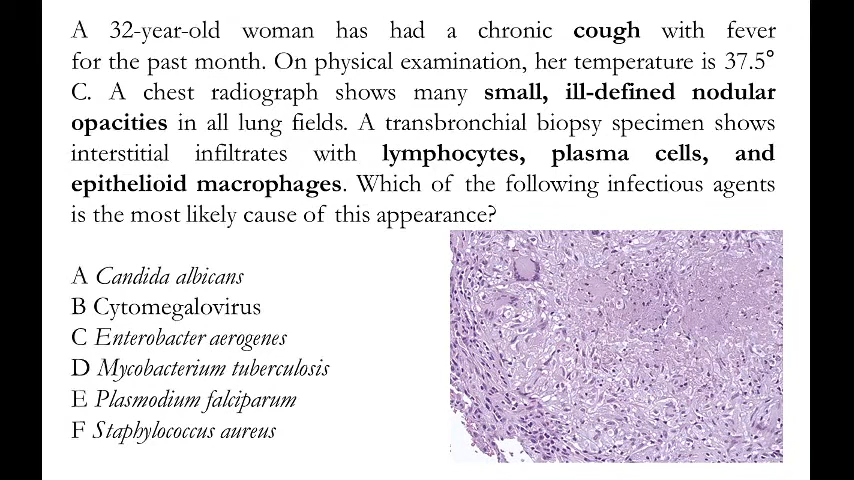 A 32-year-old woman has had a chronic cough with fever
for the past month. On physical examination, her temperature is 37.5°
C. A chest radiograph shows many small, ill-defined nodular
opacities in all lung fields. A transbronchial biopsy specimen shows
interstitial infiltrates with lymphocytes, plasma cells, and
epithelioid macrophages. Which of the following infectious agents
is the most likely cause of this appearance?
A Candida albicans
B Cytomegalovirus
C Enterobacter aerogenes
D Mycobacterium tuberculosis
E Plasmodium falciparum
F Staphylococcus aureus